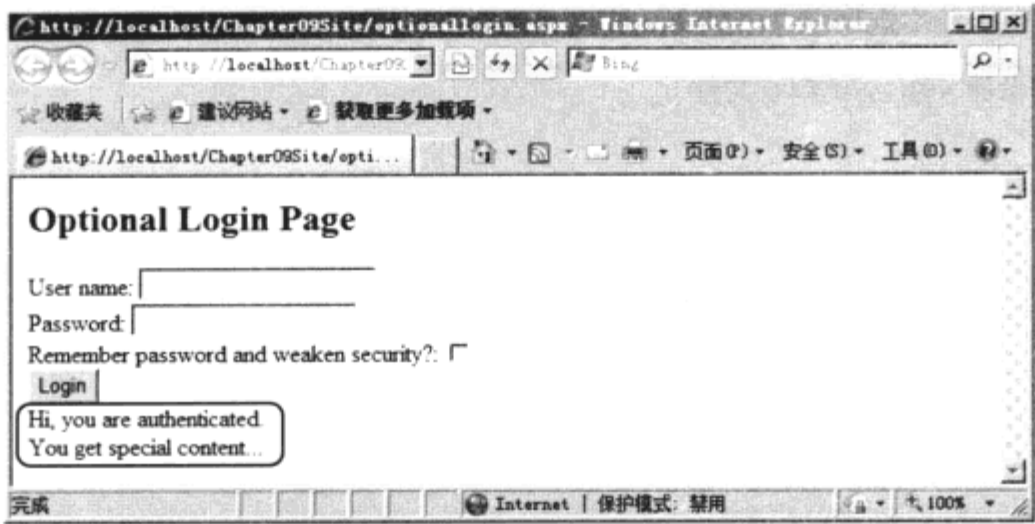 http://localhost/Chapter09Site/optionallogin.aspx - Windows Internet Explorer
http://localhost/Chapter09 Bing
收藏夹 建议网站 获取更多加载项
http://localhost/Chapter09Site/opti... 页面(P) 安全(S) 工具(O)
Optional Login Page
User name:
Password:
Remember password and weaken security?:
Login
Hi, you are authenticated.
You get special content...
完成 Internet | 保护模式: 禁用 100%